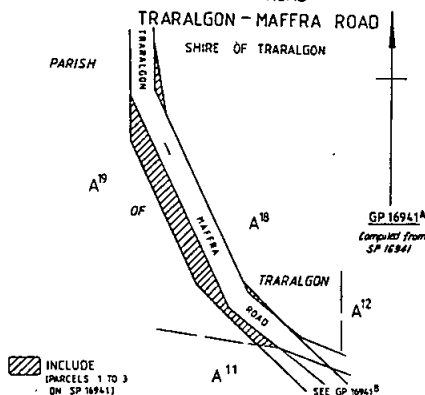 TRARALGON - MAFFRA ROAD
SHIRE OF TRARALGON
PARISH
TRARALGON
A19
OF
MAFFRA
A18
GP 16941A
Compiled from
SP 16941
TRARALGON
A12
ROAD
INCLUDE
(PARCELS 1 TO 3
ON SP 16941)
A11
SEE GP 16941B